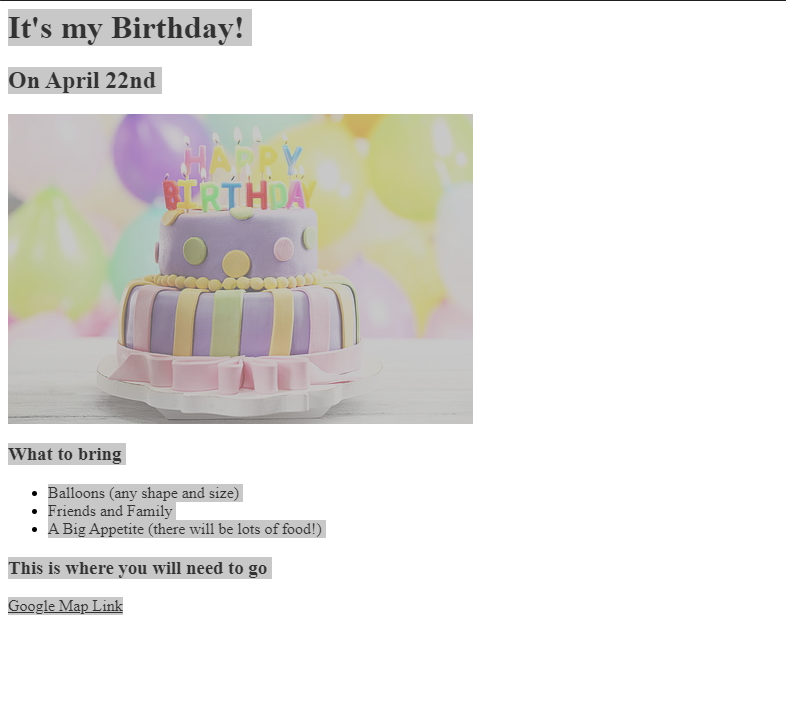 It's my Birthday!
On April 22nd
HAPPY
BIRTHDAY
What to bring
Balloons (any shape and size)
Friends and Family
A Big Appetite (there will be lots of food!)
This is where you will need to go
Google Map Link